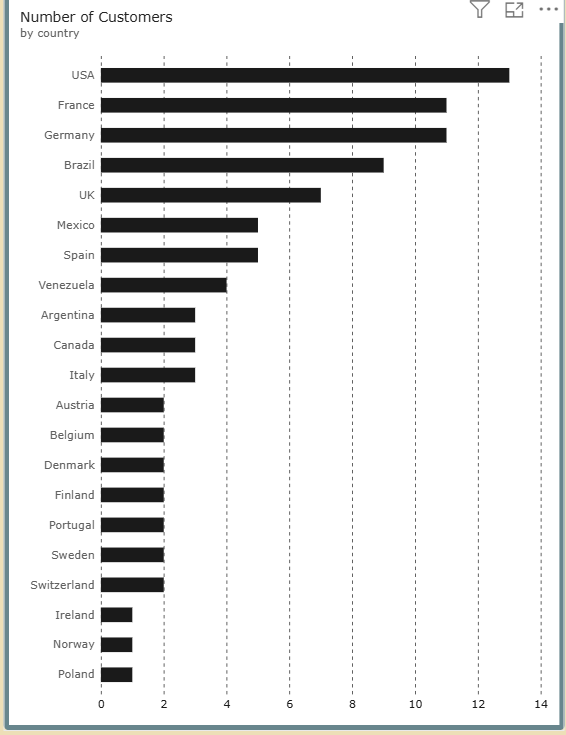 Number of Customers
by country
USA
France
Germany
Brazil
UK
Mexico
Spain
Venezuela
Argentina
Canada
Italy
Austria
Belgium
Denmark
Finland
Portugal
Sweden
Switzerland
Ireland
Norway
Poland
0 2 4 6 8 10 12 14